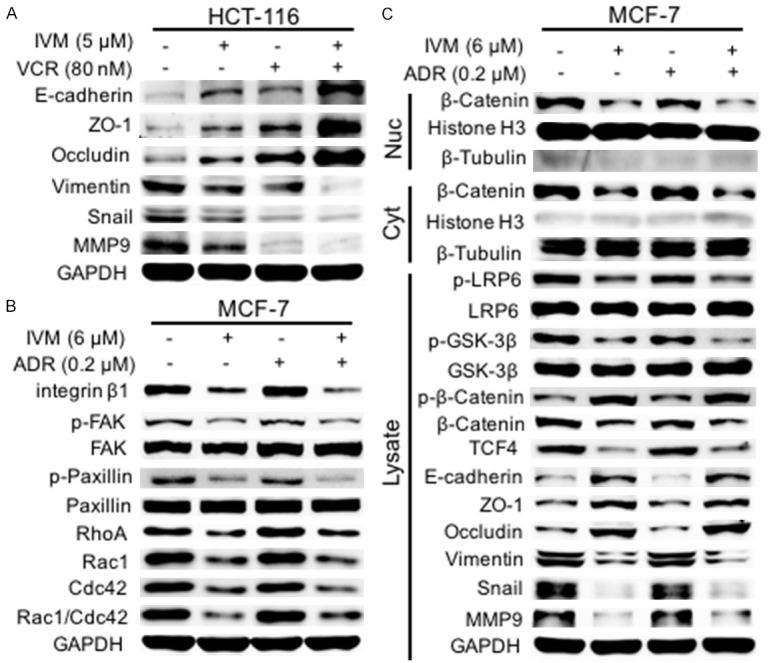 A
HCT-116
IVM (5 μM) - + - +
VCR (80 nM) - - + +
E-cadherin
ZO-1
Occludin
Vimentin
Snail
MMP9
GAPDH
B
MCF-7
IVM (6 μM) - + - +
ADR (0.2 μM) - - + +
integrin β1
p-FAK
FAK
p-Paxillin
Paxillin
RhoA
Rac1
Cdc42
Rac1/Cdc42
GAPDH
C
MCF-7
IVM (6 μM) - + - +
ADR (0.2 μM) - - + +
Nuc
β-Catenin
Histone H3
β-Tubulin
Cyt
β-Catenin
Histone H3
β-Tubulin
Lysate
p-LRP6
LRP6
p-GSK-3β
GSK-3β
p-β-Catenin
β-Catenin
TCF4
E-cadherin
ZO-1
Occludin
Vimentin
Snail
MMP9
GAPDH